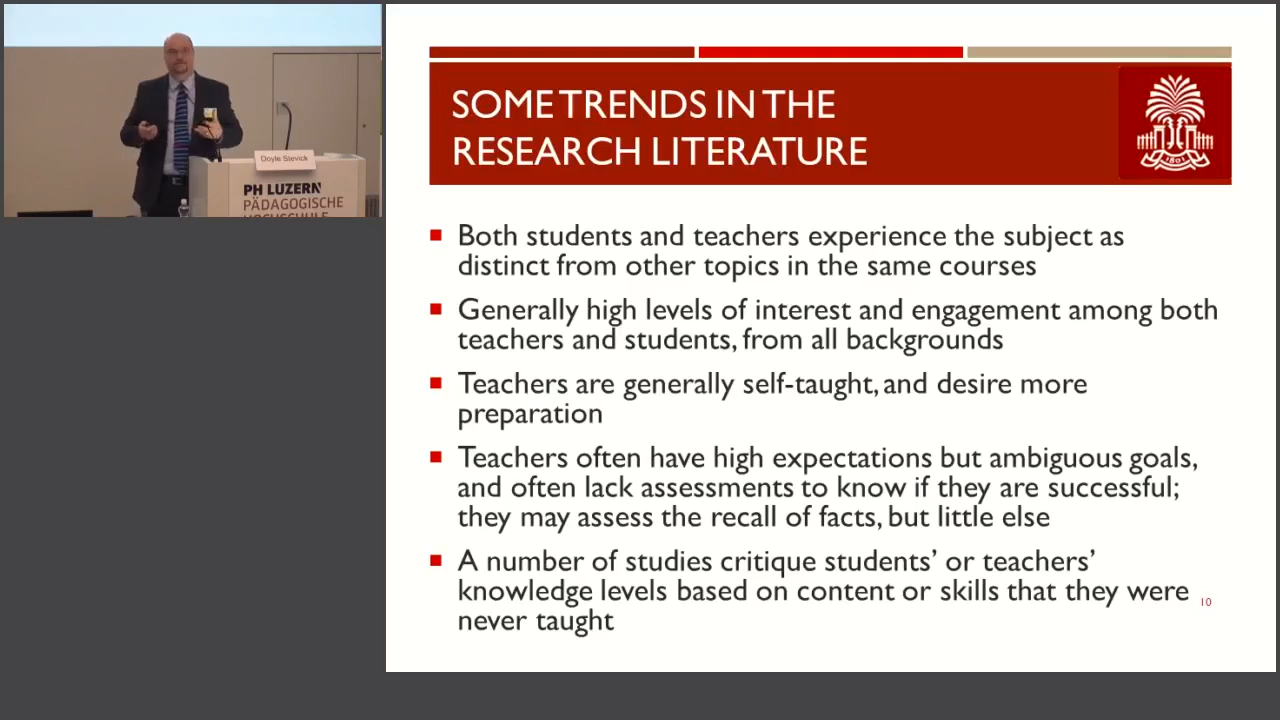 Doyle Stevick
PH LUZERN
PÄDAGOGISCHE
HOCHSCHULE
SOME TRENDS IN THE
RESEARCH LITERATURE
1801
Both students and teachers experience the subject as
distinct from other topics in the same courses
Generally high levels of interest and engagement among both
teachers and students, from all backgrounds
Teachers are generally self-taught, and desire more
preparation
Teachers often have high expectations but ambiguous goals,
and often lack assessments to know if they are successful;
they may assess the recall of facts, but little else
A number of studies critique students’ or teachers’
knowledge levels based on content or skills that they were
never taught
10